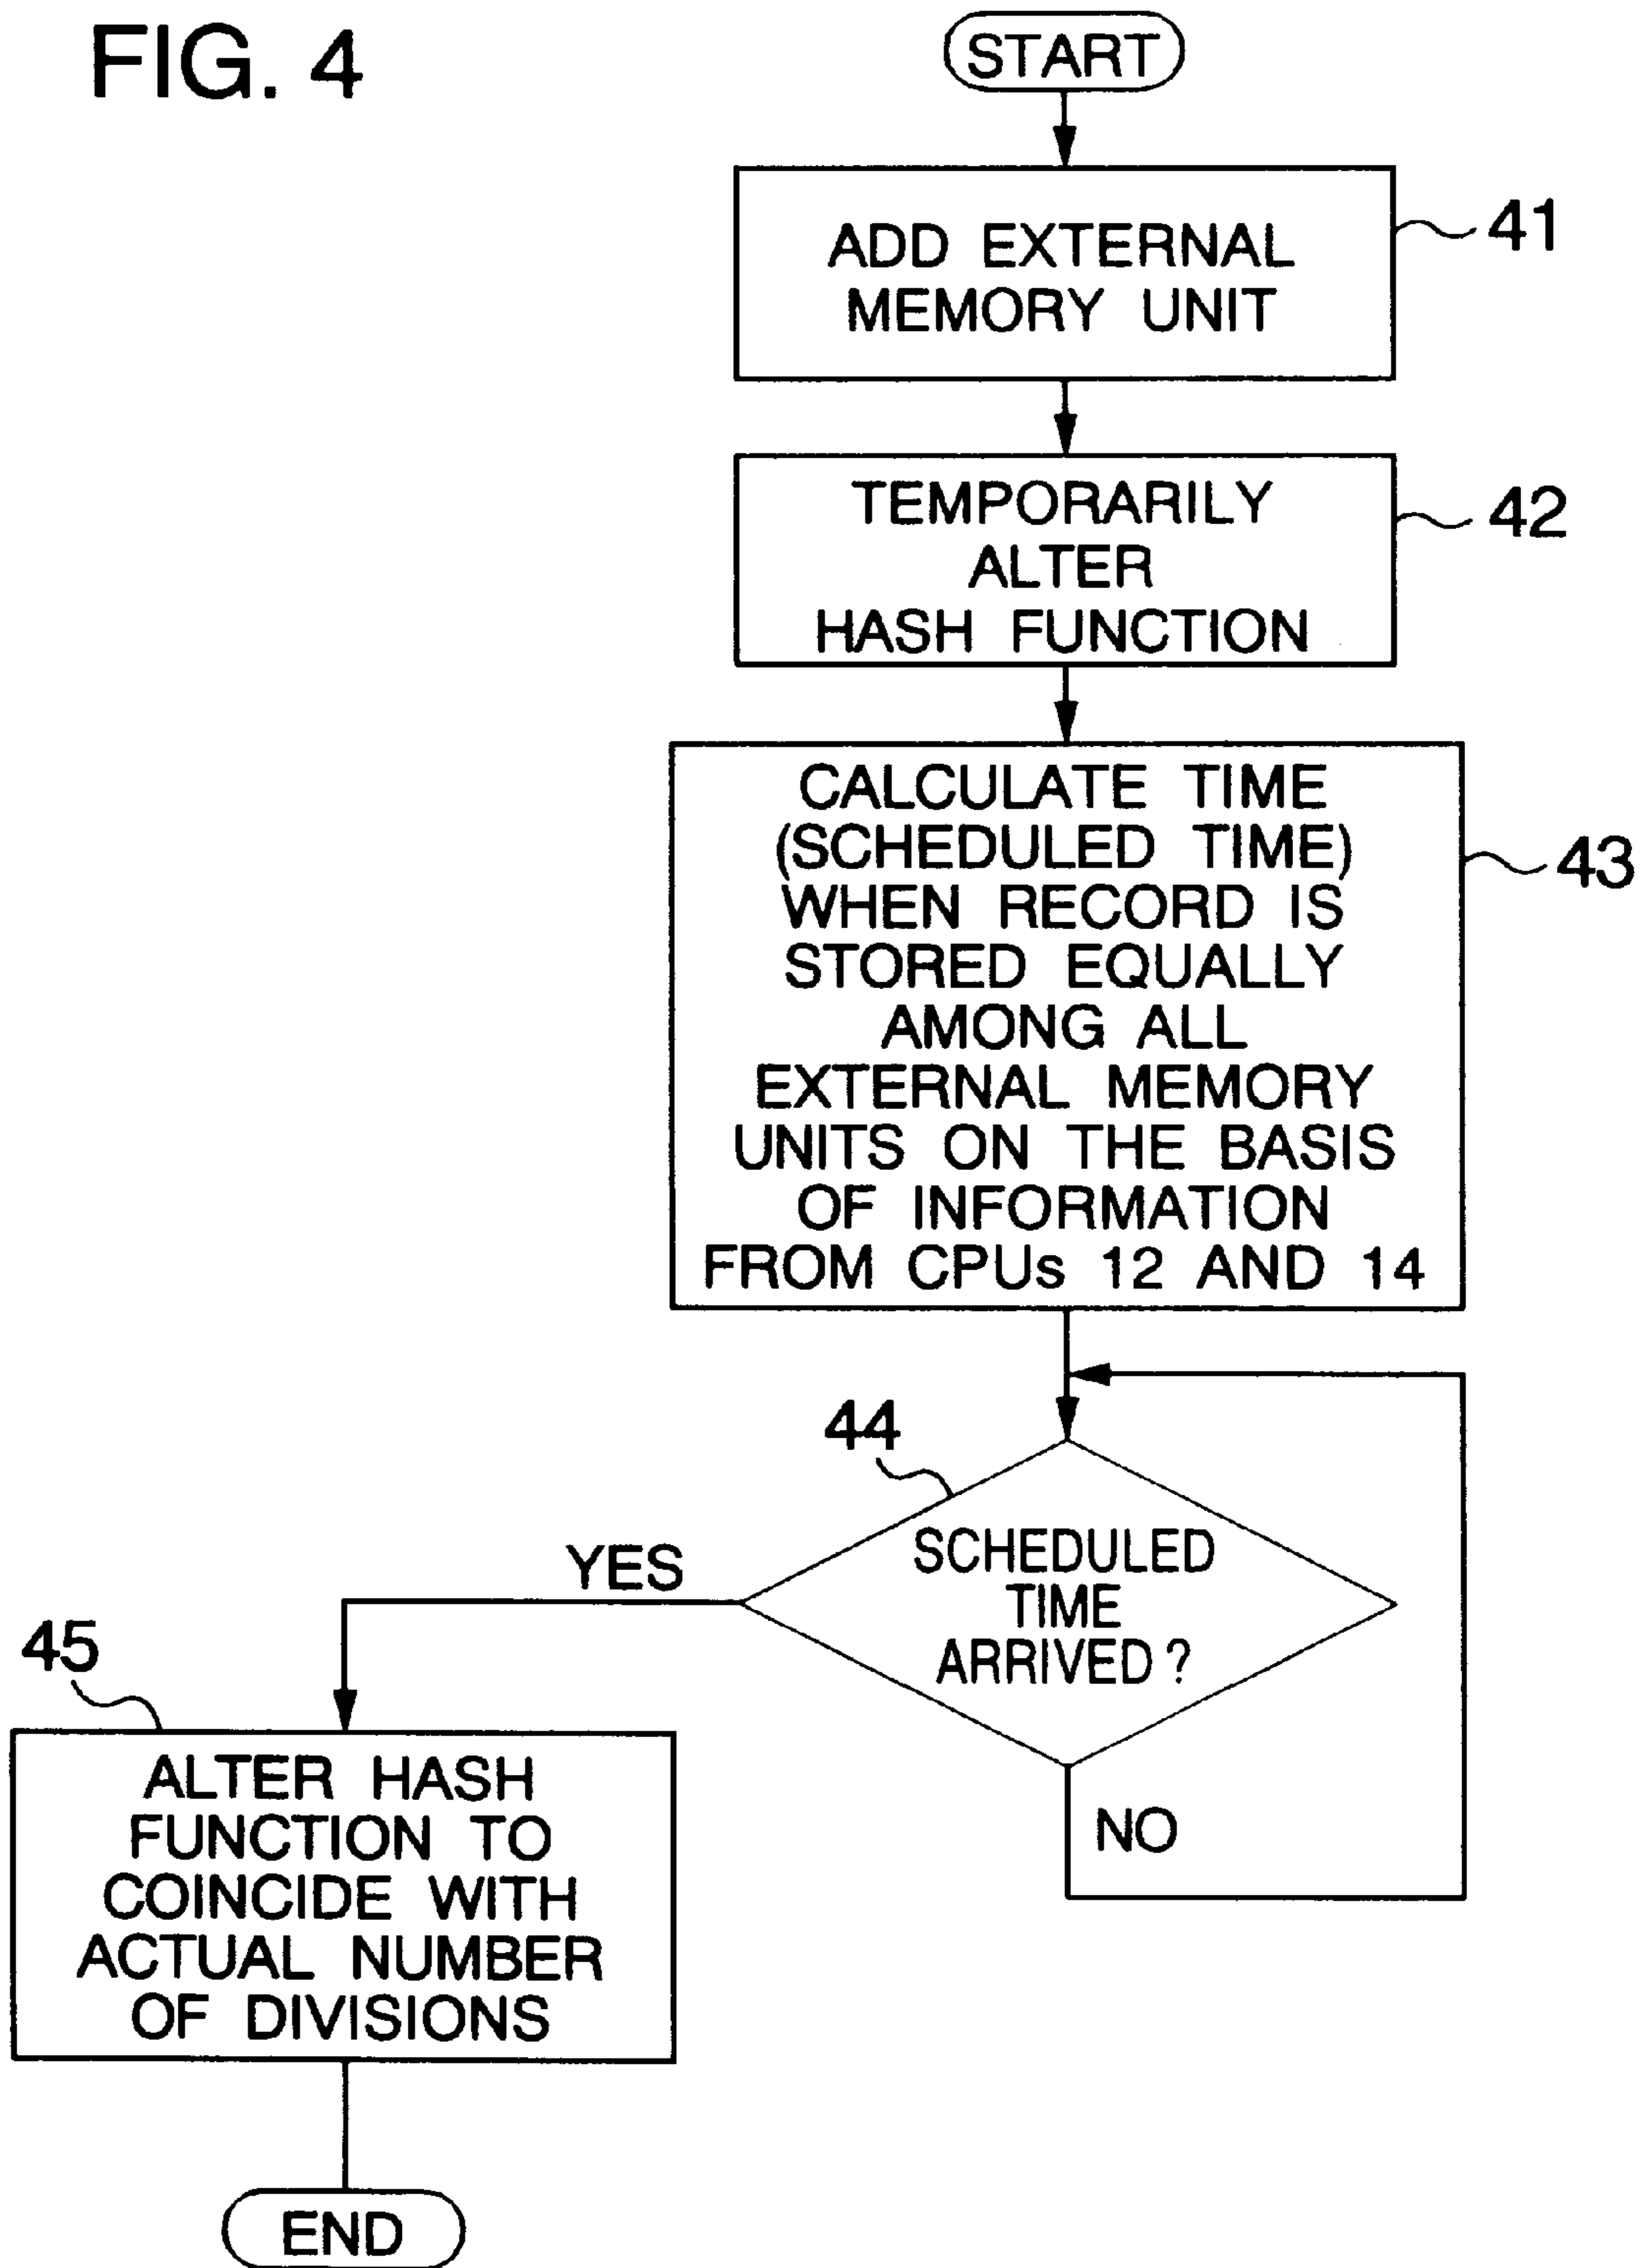 FIG. 4
START
ADD EXTERNAL
MEMORY UNIT
41
TEMPORARILY
ALTER
HASH FUNCTION
42
CALCULATE TIME
(SCHEDULED TIME)
WHEN RECORD IS
STORED EQUALLY
AMONG ALL
EXTERNAL MEMORY
UNITS ON THE BASIS
OF INFORMATION
FROM CPUs 12 AND 14
43
44
SCHEDULED
TIME
ARRIVED?
YES
NO
45
ALTER HASH
FUNCTION TO
COINCIDE WITH
ACTUAL NUMBER
OF DIVISIONS
END